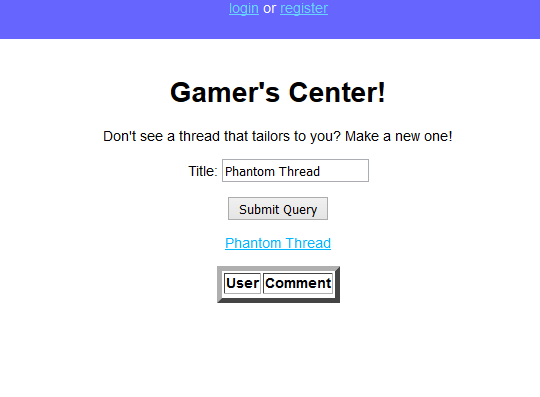 login or register
Gamer's Center!
Don't see a thread that tailors to you? Make a new one!
Title: Phantom Thread
Submit Query
Phantom Thread
User Comment